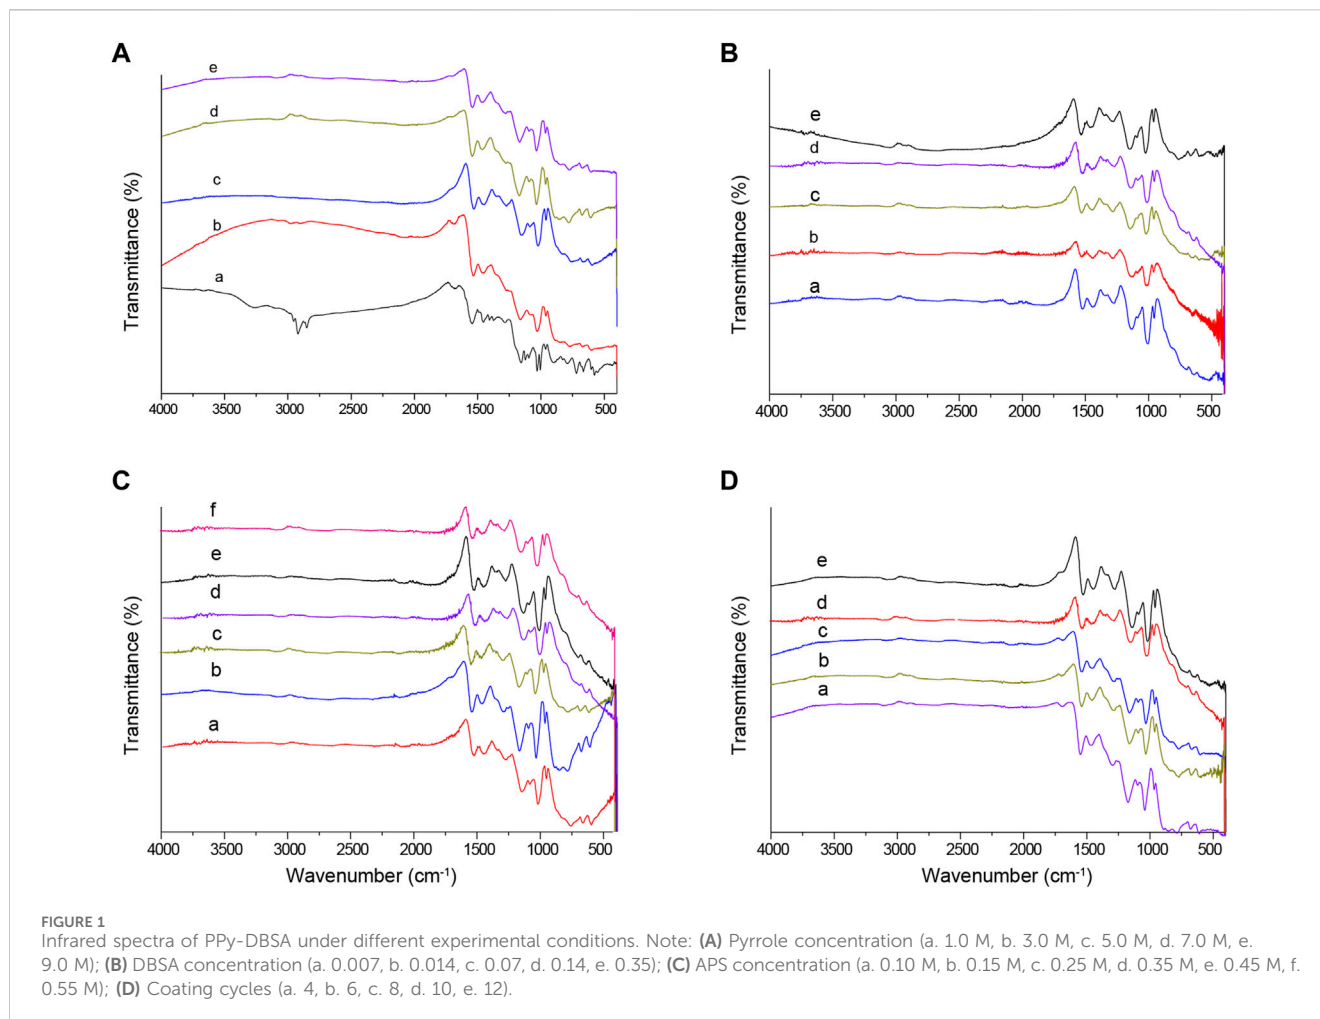 A
B
e
d
c
b
a
Transmittance (%)
4000 3500 3000 2500 2000 1500 1000 500
e
d
c
b
a
Transmittance (%)
4000 3500 3000 2500 2000 1500 1000 500
C
D
f
e
d
c
b
a
Transmittance (%)
4000 3500 3000 2500 2000 1500 1000 500
Wavenumber (cm⁻¹)
e
d
c
b
a
Transmittance (%)
4000 3500 3000 2500 2000 1500 1000 500
Wavenumber (cm⁻¹)
FIGURE 1
Infrared spectra of PPy-DBSA under different experimental conditions. Note: (A) Pyrrole concentration (a. 1.0 M, b. 3.0 M, c. 5.0 M, d. 7.0 M, e.
9.0 M); (B) DBSA concentration (a. 0.007, b. 0.014, c. 0.07, d. 0.14, e. 0.35); (C) APS concentration (a. 0.10 M, b. 0.15 M, c. 0.25 M, d. 0.35 M, e. 0.45 M, f.
0.55 M); (D) Coating cycles (a. 4, b. 6, c. 8, d. 10, e. 12).